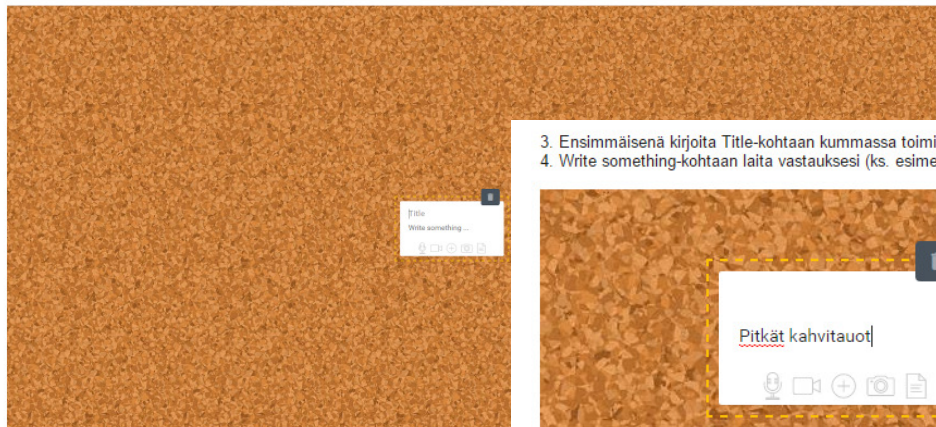 Title
Write something ...
3. Ensimmäisenä kirjoita Title-kohtaan kummassa toimi
4. Write something-kohtaan laita vastauksesi (ks. esime
Pitkät kahvitauot